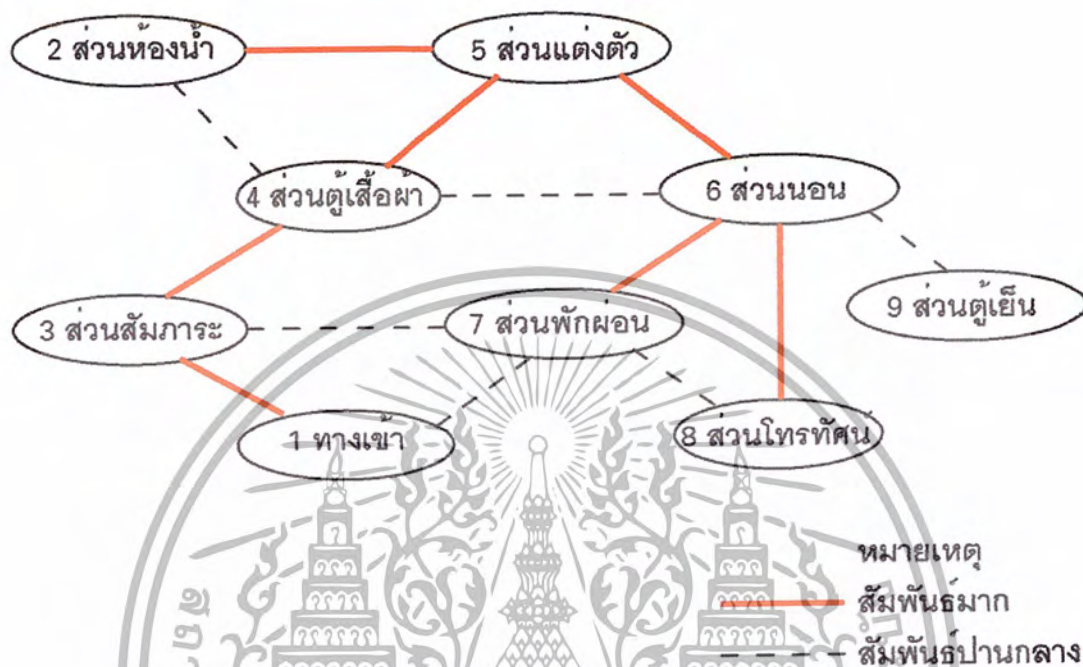 2 ส่วนห้องน้ำ
5 ส่วนแต่งตัว
4 ส่วนตู้เสื้อผ้า
6 ส่วนนอน
9 ส่วนตู้เย็น
3 ส่วนสัมภาระ
7 ส่วนพักผ่อน
1 ทางเข้า
8 ส่วนโทรทัศน์
หมายเหตุ
สัมพันธ์มาก
สัมพันธ์ปานกลาง